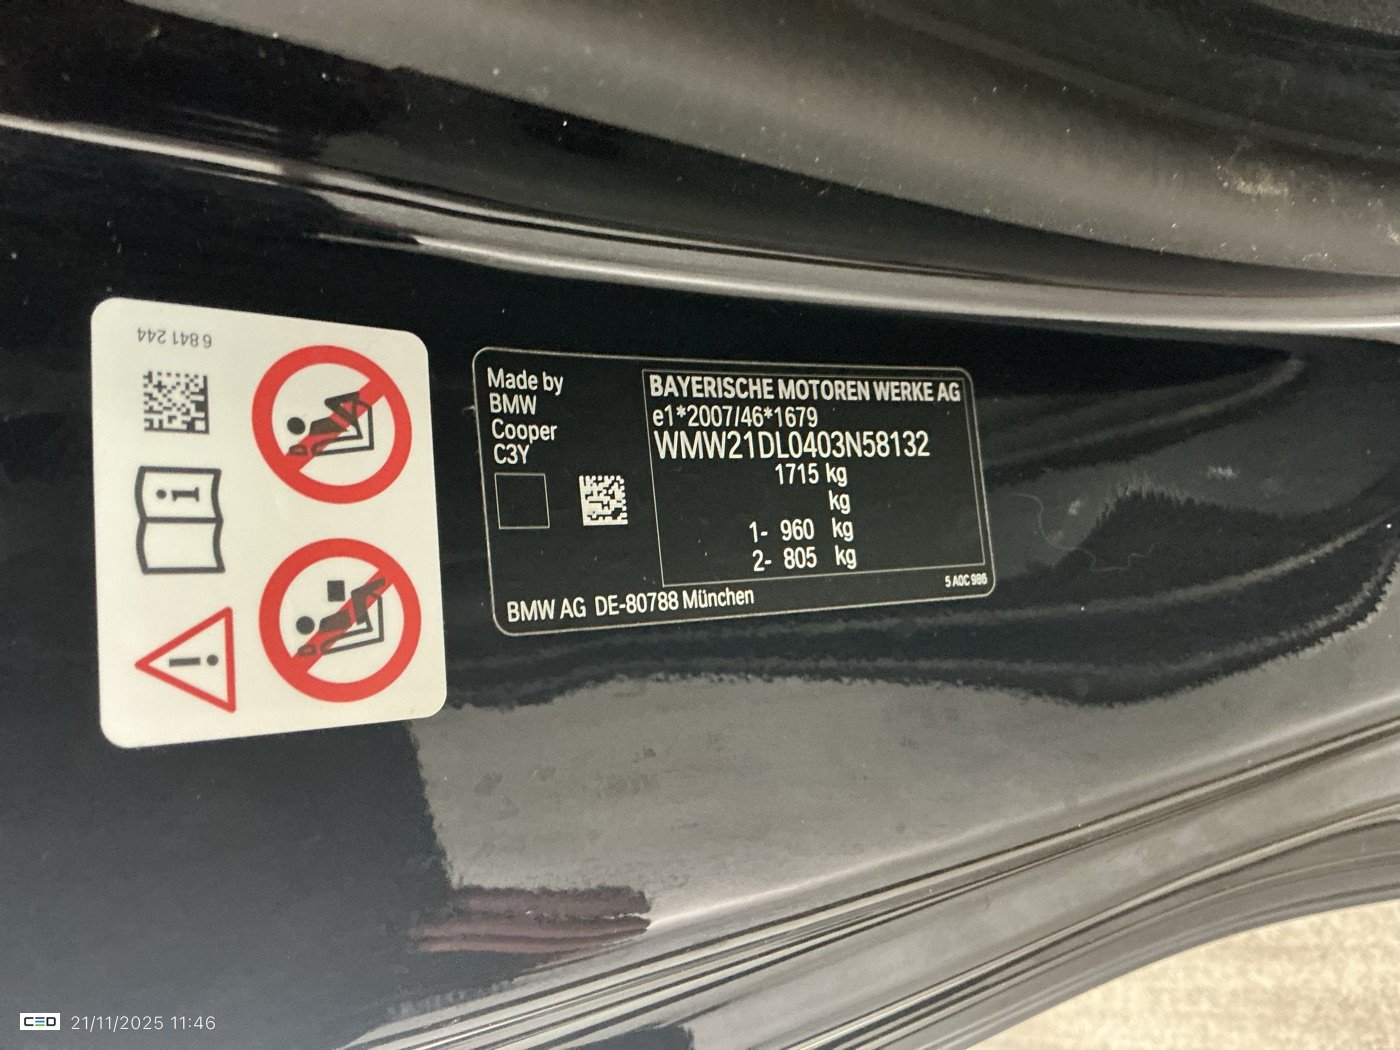 6 841 244
Made by
BMW
Cooper
C3Y
BAYERISCHE MOTOREN WERKE AG
e1*2007/46*1679
WMW21DL0403N58132
1715 kg
kg
1- 960 kg
2- 805 kg
BMW AG DE-80788 München
5 A0C 986
CED 21/11/2025 11:46